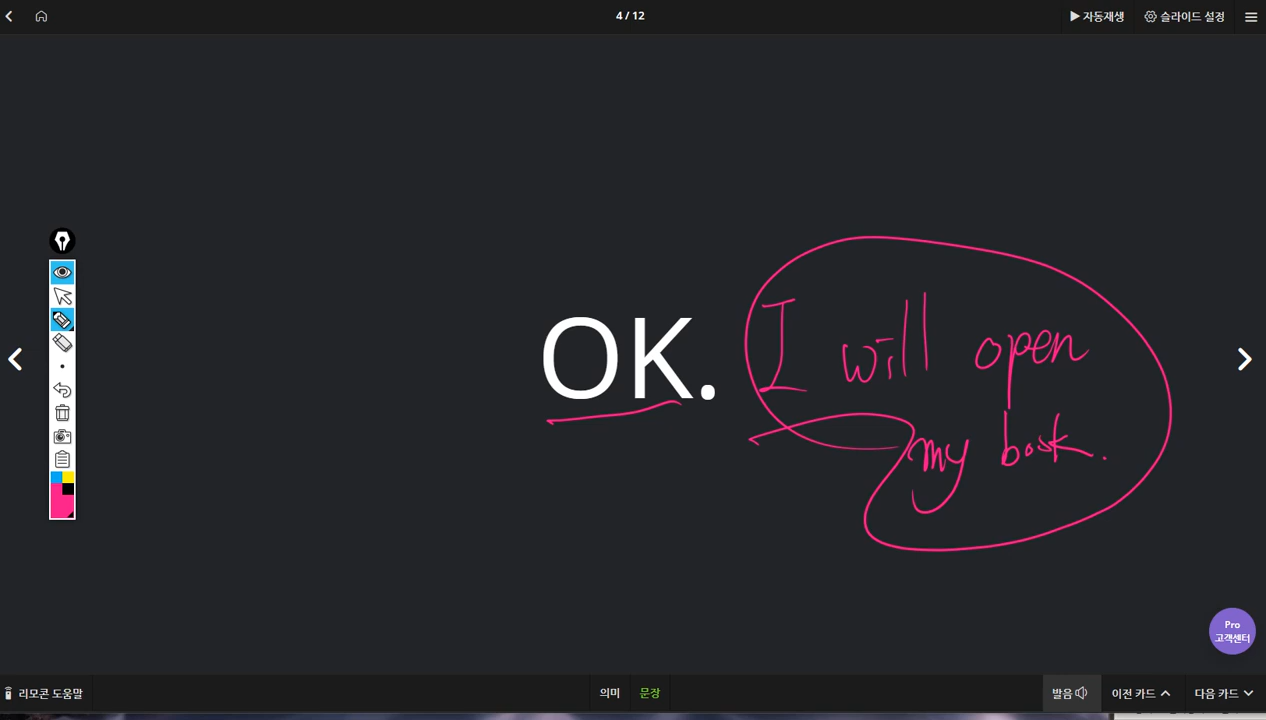 4 / 12
자동재생
슬라이드 설정
OK.
I will open
my book.
Pro
고객센터
리모콘 도움말
의미
문장
발음
이전 카드
다음 카드